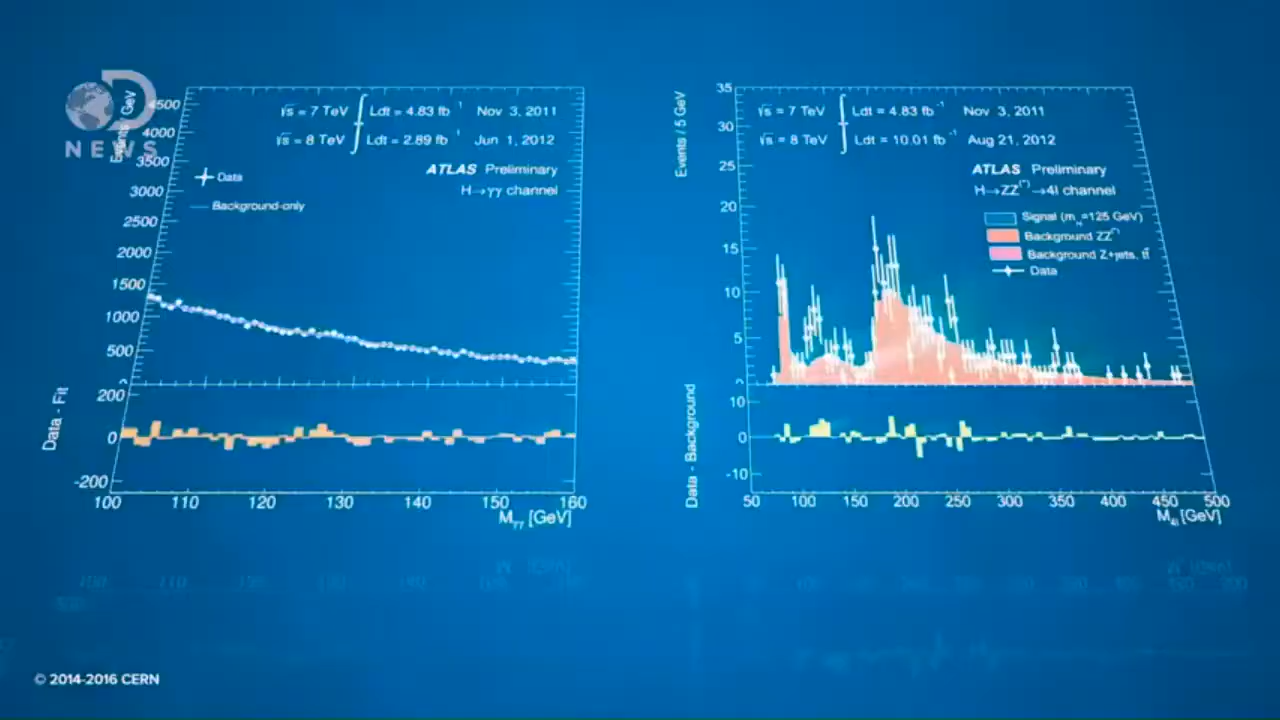 NEWS
Events / GeV
4500
4000
3500
3000
2500
2000
1500
1000
500
0
√s = 7 TeV ∫ Ldt = 4.83 fb⁻¹ Nov 3, 2011
√s = 8 TeV ∫ Ldt = 2.89 fb⁻¹ Jun 1, 2012
ATLAS Preliminary
H→γγ channel
Data
Background-only
Data - Fit
200
0
-200
100 110 120 130 140 150 160
Mγγ [GeV]
Events / 5 GeV
35
30
25
20
15
10
5
0
√s = 7 TeV ∫ Ldt = 4.83 fb⁻¹ Nov 3, 2011
√s = 8 TeV ∫ Ldt = 10.01 fb⁻¹ Aug 21, 2012
ATLAS Preliminary
H→ZZ(*)→4l channel
Signal (mH=125 GeV)
Background ZZ(*)
Background Z+jets, tt̄
Data
Data - Background
10
0
-10
50 100 150 200 250 300 350 400 450 500
M4l [GeV]
© 2014-2016 CERN